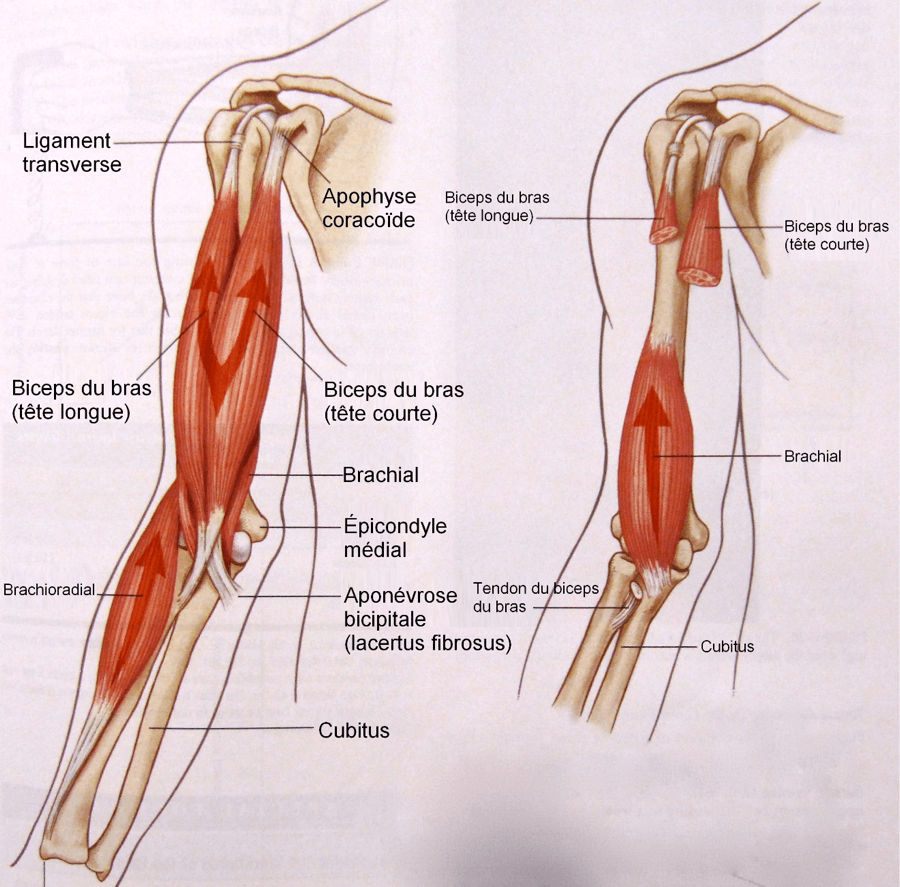 Ligament
transverse
Apophyse
coracoïde
Biceps du bras
(tête longue)
Biceps du bras
(tête courte)
Brachial
Épicondyle
médial
Brachioradial
Aponévrose
bicipitale
(lacertus fibrosus)
Cubitus
Biceps du bras
(tête longue)
Biceps du bras
(tête courte)
Brachial
Tendon du biceps
du bras
Cubitus